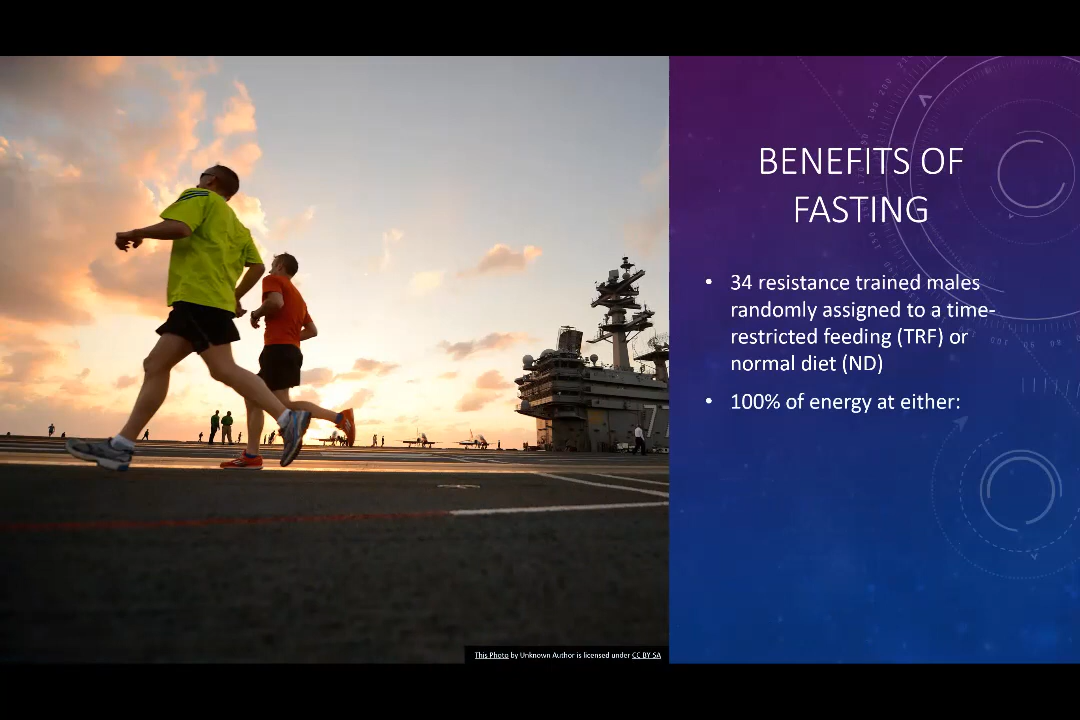 BENEFITS OF
FASTING
• 34 resistance trained males
randomly assigned to a time-
restricted feeding (TRF) or
normal diet (ND)
• 100% of energy at either:
7
This Photo by Unknown Author is licensed under CC BY SA